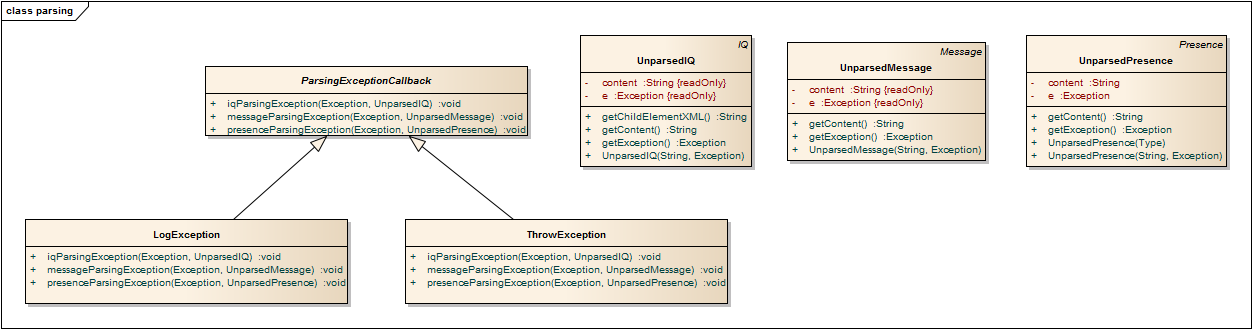 class parsing
ParsingExceptionCallback
+ iqParsingException(Exception, UnparsedIQ) :void
+ messageParsingException(Exception, UnparsedMessage) :void
+ presenceParsingException(Exception, UnparsedPresence) :void
IQ
UnparsedIQ
- content :String {readOnly}
- e :Exception {readOnly}
+ getChildElementXML() :String
+ getContent() :String
+ getException() :Exception
+ UnparsedIQ(String, Exception)
Message
UnparsedMessage
- content :String {readOnly}
- e :Exception {readOnly}
+ getContent() :String
+ getException() :Exception
+ UnparsedMessage(String, Exception)
Presence
UnparsedPresence
- content :String
- e :Exception
+ getContent() :String
+ getException() :Exception
+ UnparsedPresence(Type)
+ UnparsedPresence(String, Exception)
LogException
+ iqParsingException(Exception, UnparsedIQ) :void
+ messageParsingException(Exception, UnparsedMessage) :void
+ presenceParsingException(Exception, UnparsedPresence) :void
ThrowException
+ iqParsingException(Exception, UnparsedIQ) :void
+ messageParsingException(Exception, UnparsedMessage) :void
+ presenceParsingException(Exception, UnparsedPresence) :void